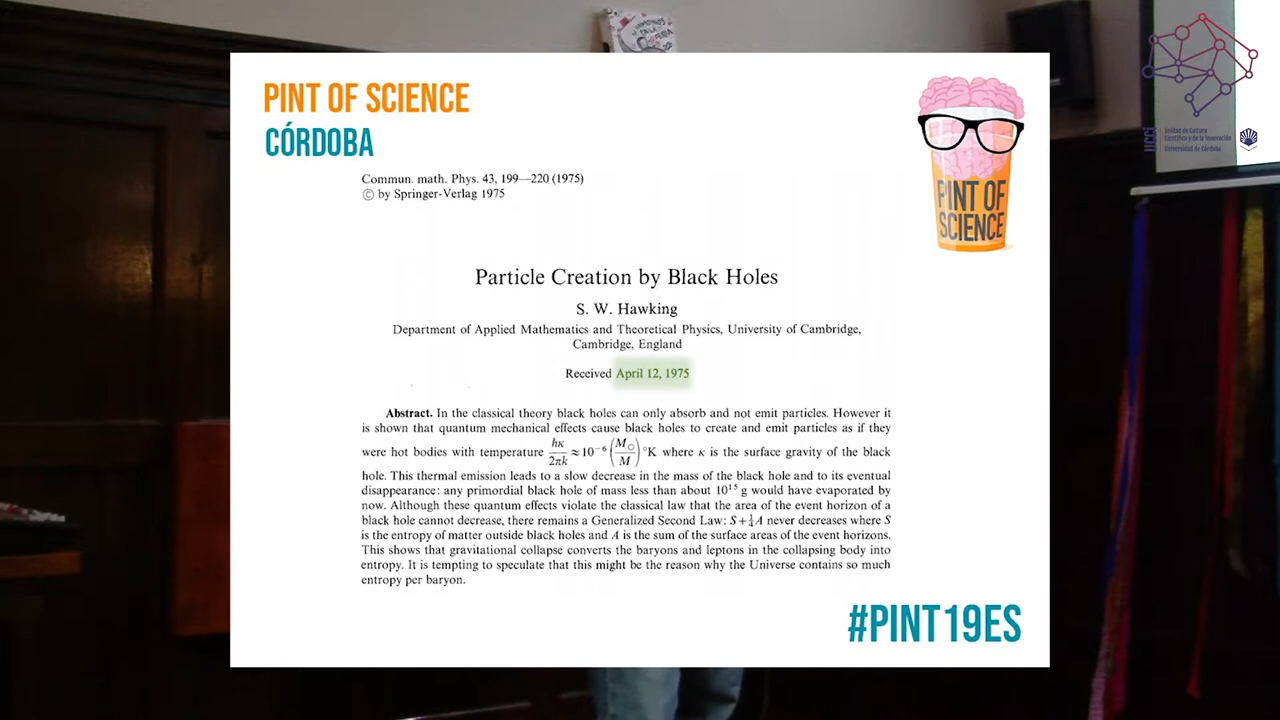 PINT OF SCIENCE
CÓRDOBA
Commun. math. Phys. 43, 199—220 (1975)
© by Springer-Verlag 1975
Particle Creation by Black Holes
S. W. Hawking
Department of Applied Mathematics and Theoretical Physics, University of Cambridge,
Cambridge, England
Received April 12, 1975
Abstract. In the classical theory black holes can only absorb and not emit particles. However it
is shown that quantum mechanical effects cause black holes to create and emit particles as if they
were hot bodies with temperature ħκ/2πk ≈ 10⁻⁶ (M☉/M) °K where κ is the surface gravity of the black
hole. This thermal emission leads to a slow decrease in the mass of the black hole and to its eventual
disappearance: any primordial black hole of mass less than about 10¹⁵ g would have evaporated by
now. Although these quantum effects violate the classical law that the area of the event horizon of a
black hole cannot decrease, there remains a Generalized Second Law: S+¼A never decreases where S
is the entropy of matter outside black holes and A is the sum of the surface areas of the event horizons.
This shows that gravitational collapse converts the baryons and leptons in the collapsing body into
entropy. It is tempting to speculate that this might be the reason why the Universe contains so much
entropy per baryon.
#PINT19ES
PINT OF
SCIENCE
UCCi
Unidad de Cultura
Científica y de la Innovación
Universidad de Córdoba